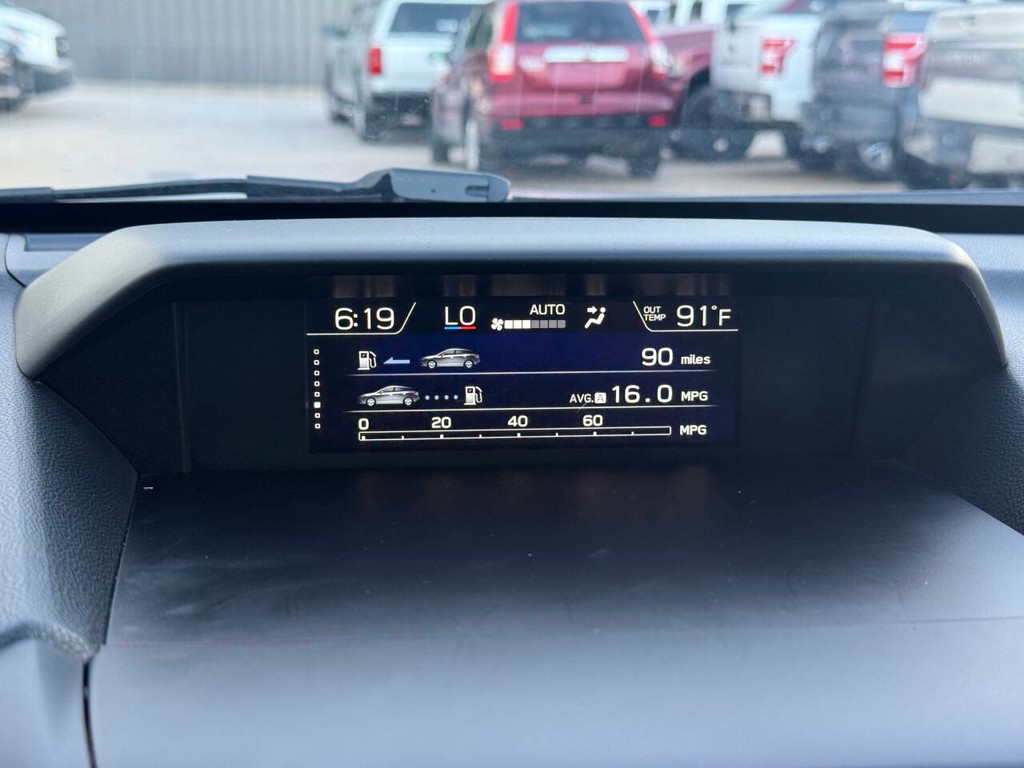 6:19 LO AUTO OUT TEMP 91°F
90 miles
AVG. A 16.0 MPG
0 20 40 60 MPG